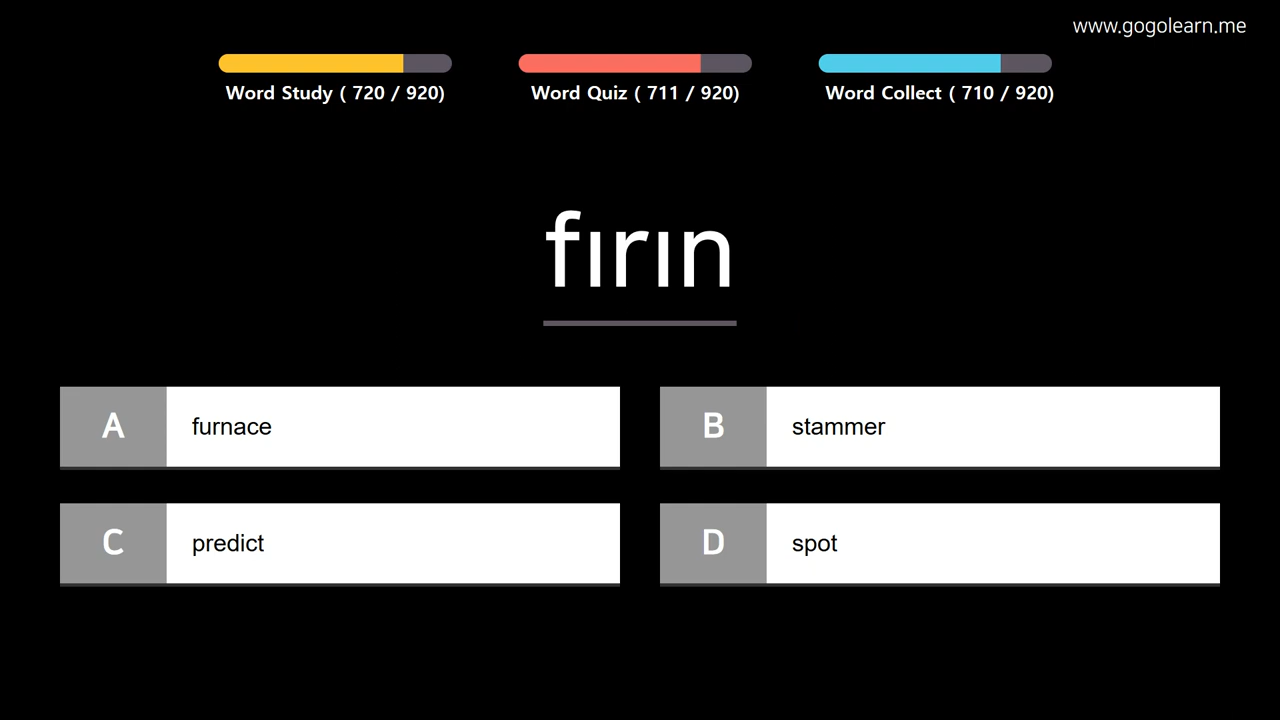 www.gogolearn.me
Word Study ( 720 / 920)
Word Quiz ( 711 / 920)
Word Collect ( 710 / 920)
fırın
A furnace
B stammer
C predict
D spot